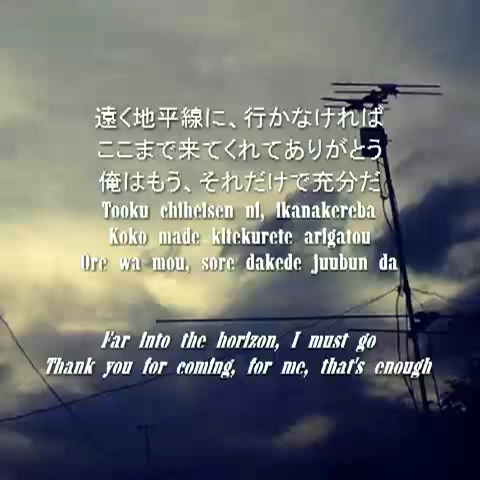 遠く地平線に、行かなければ
ここまで来てくれてありがとう
俺はもう、それだけで充分だ
Tooku chiheisen ni, ikanakereba
Koko made kitekurete arigatou
Ore wa mou, sore dakede juubun da
Far into the horizon, I must go
Thank you for coming, for me, that's enough